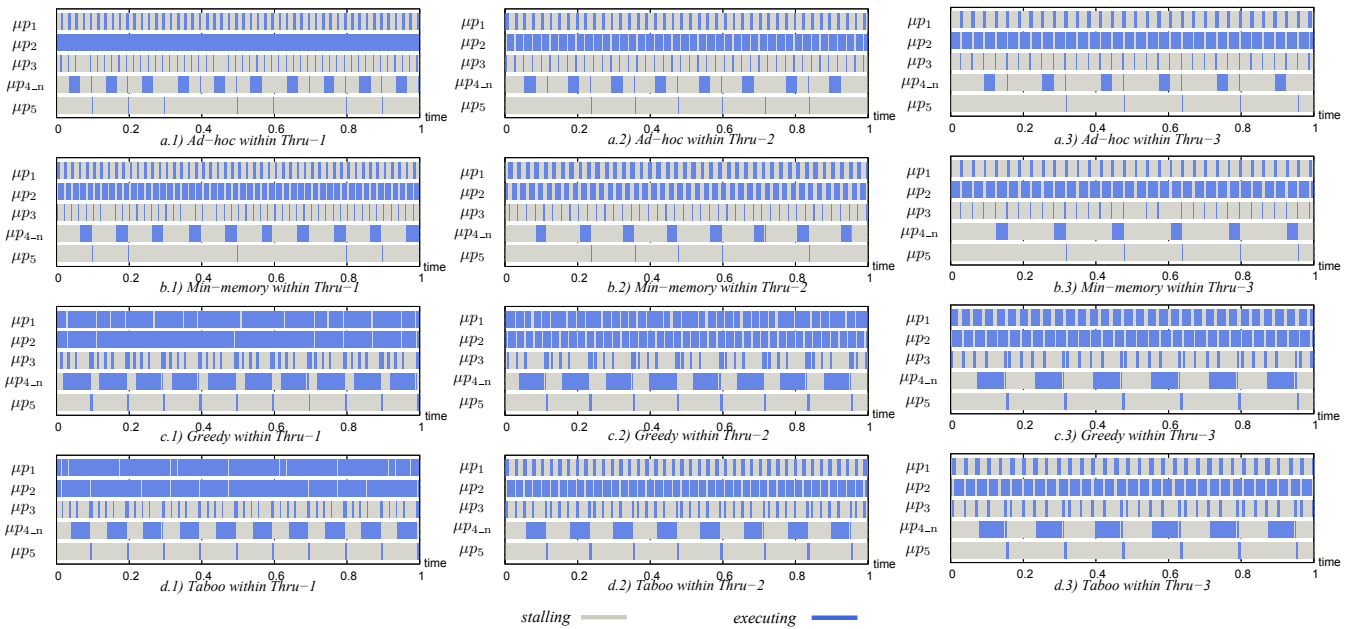 μp1
μp2
μp3
μp4_n
μp5
0 0.2 0.4 0.6 0.8 1
time
a.1) Ad−hoc within Thru−1
μp1
μp2
μp3
μp4_n
μp5
0 0.2 0.4 0.6 0.8 1
time
a.2) Ad−hoc within Thru−2
μp1
μp2
μp3
μp4_n
μp5
0 0.2 0.4 0.6 0.8 1
time
a.3) Ad−hoc within Thru−3
μp1
μp2
μp3
μp4_n
μp5
0 0.2 0.4 0.6 0.8 1
time
b.1) Min−memory within Thru−1
μp1
μp2
μp3
μp4_n
μp5
0 0.2 0.4 0.6 0.8 1
time
b.2) Min−memory within Thru−2
μp1
μp2
μp3
μp4_n
μp5
0 0.2 0.4 0.6 0.8 1
time
b.3) Min−memory within Thru−3
μp1
μp2
μp3
μp4_n
μp5
0 0.2 0.4 0.6 0.8 1
time
c.1) Greedy within Thru−1
μp1
μp2
μp3
μp4_n
μp5
0 0.2 0.4 0.6 0.8 1
time
c.2) Greedy within Thru−2
μp1
μp2
μp3
μp4_n
μp5
0 0.2 0.4 0.6 0.8 1
time
c.3) Greedy within Thru−3
μp1
μp2
μp3
μp4_n
μp5
0 0.2 0.4 0.6 0.8 1
time
d.1) Taboo within Thru−1
μp1
μp2
μp3
μp4_n
μp5
0 0.2 0.4 0.6 0.8 1
time
d.2) Taboo within Thru−2
μp1
μp2
μp3
μp4_n
μp5
0 0.2 0.4 0.6 0.8 1
time
d.3) Taboo within Thru−3
stalling
executing